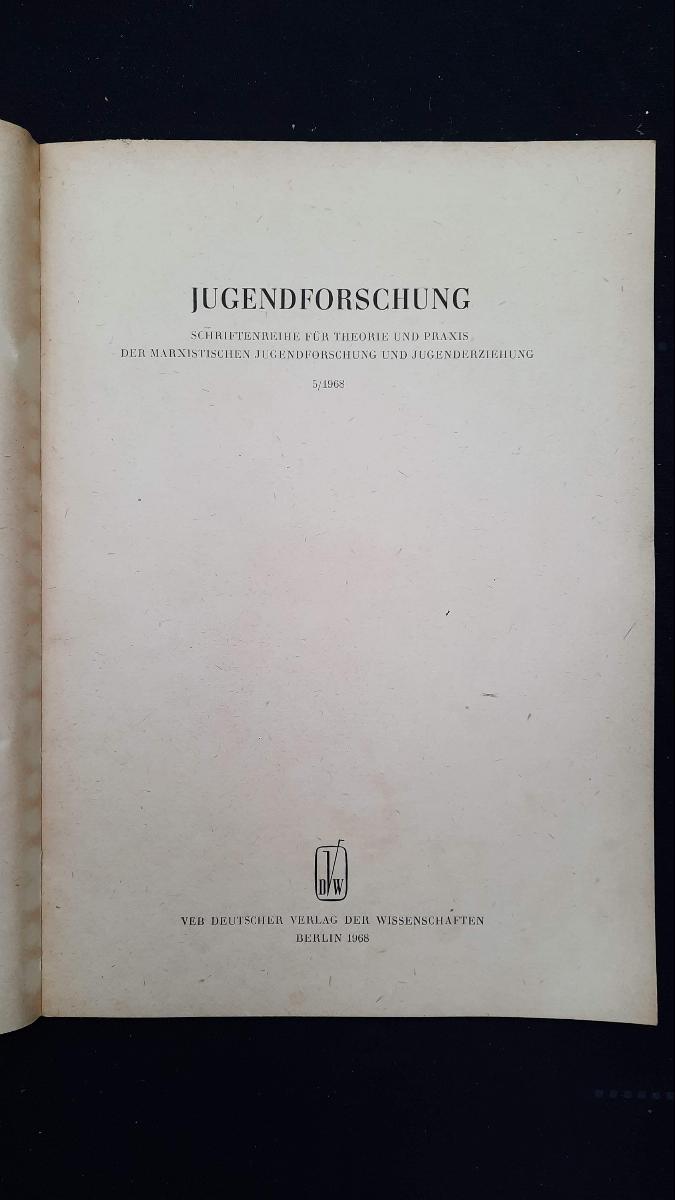 JUGENDFORSCHUNG
SCHRIFTENREIHE FÜR THEORIE UND PRAXIS
DER MARXISTISCHEN JUGENDFORSCHUNG UND JUGENDERZIEHUNG
5/1968
DVW
VEB DEUTSCHER VERLAG DER WISSENSCHAFTEN
BERLIN 1968